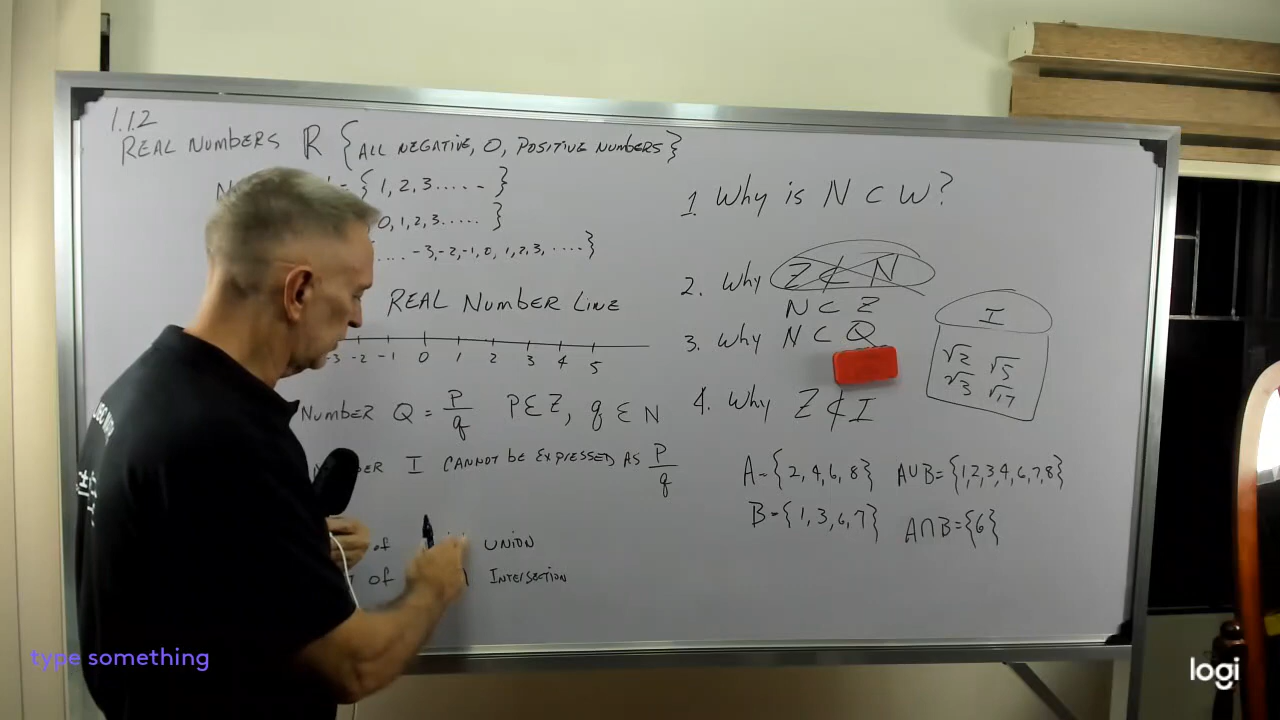 1.1.2
REAL NUMBERS ℝ {ALL NEGATIVE, 0, POSITIVE NUMBERS}
N = {1, 2, 3.....}
0, 1, 2, 3.....}
.... -3, -2, -1, 0, 1, 2, 3, ....}
REAL NUMBER LINE
-3 -2 -1 0 1 2 3 4 5
NUMBER Q = P/q P ∈ Z, q ∈ N
I CANNOT BE EXPRESSED AS P/q
of UNION
of ∩ INTERSECTION
1. Why is N ⊂ W?
2. Why Z ⊄ N
N ⊂ Z
3. Why N ⊂ Q
4. Why Z ⊄ I
I
√2 √5
√3 √17
A = {2, 4, 6, 8} A∪B = {1,2,3,4,6,7,8}
B = {1, 3, 6, 7} A∩B = {6}
type something
logi